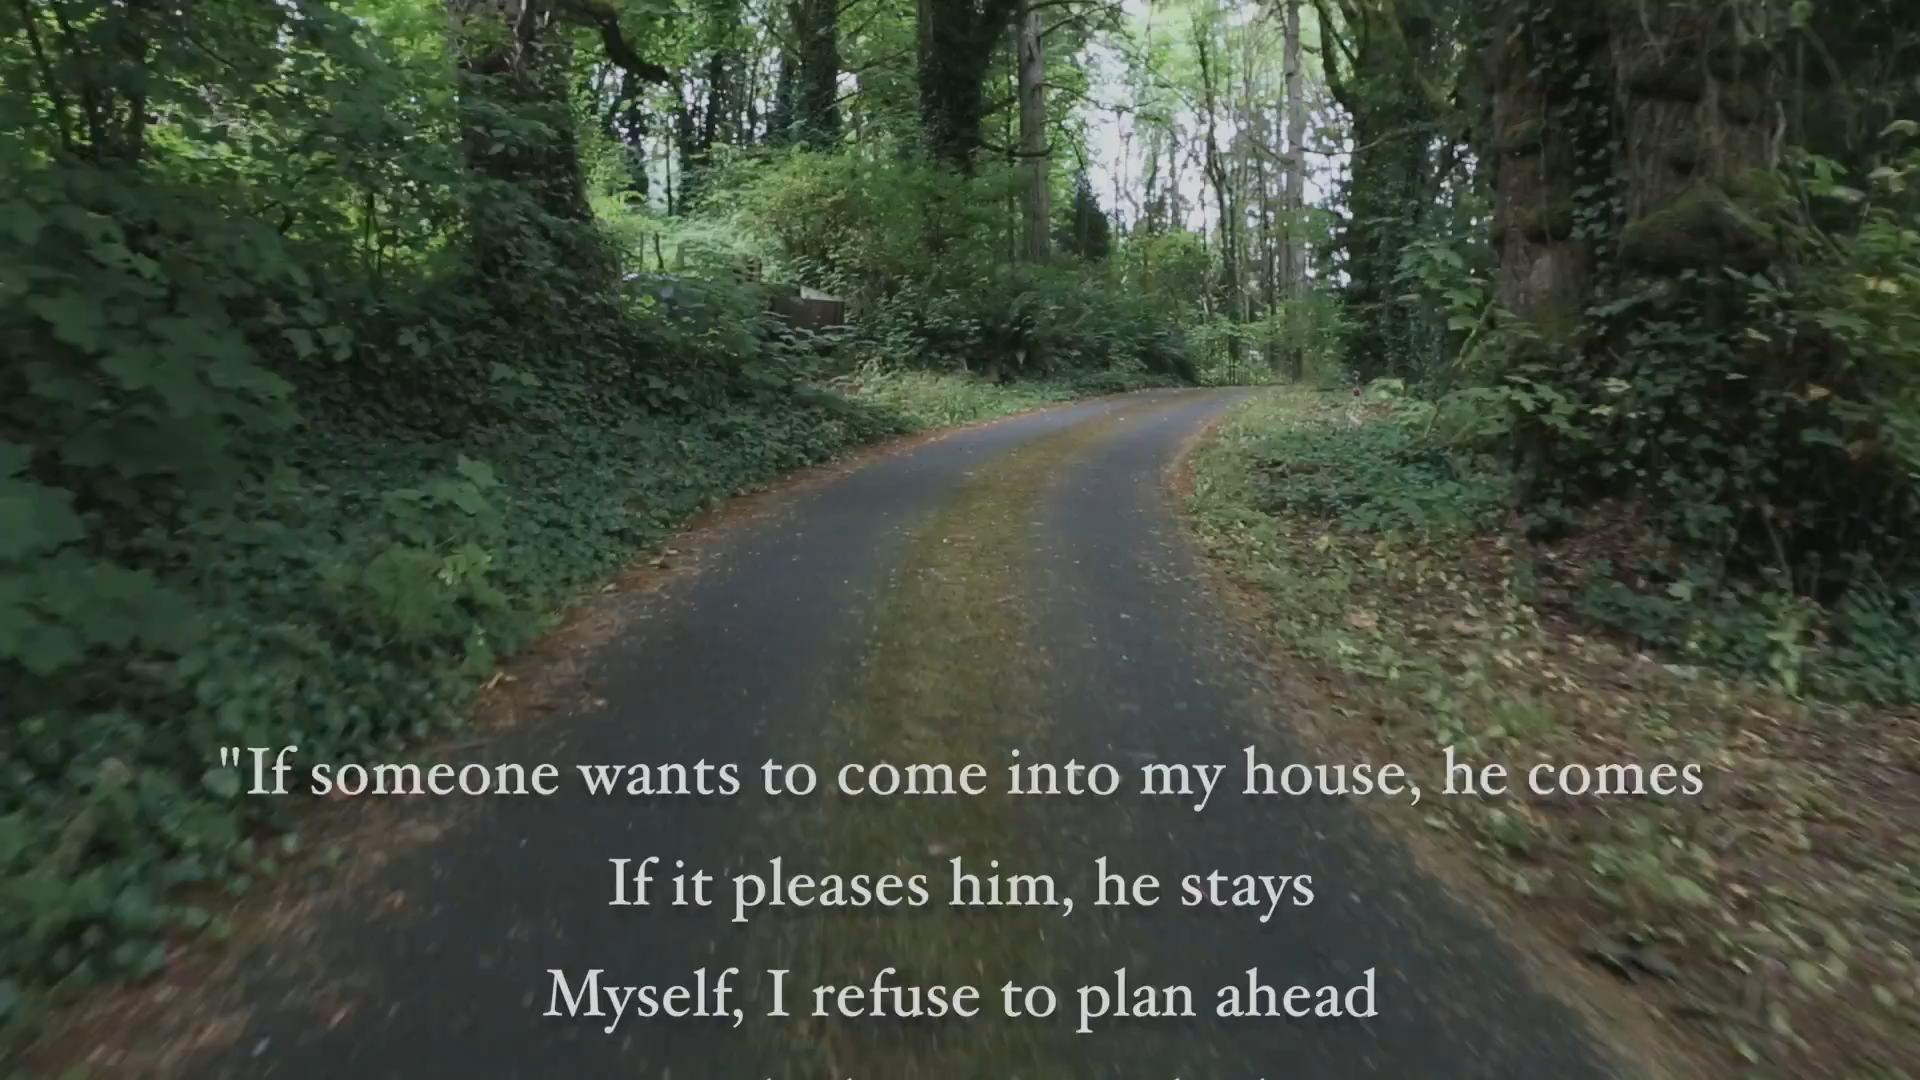 "If someone wants to come into my house, he comes
If it pleases him, he stays
Myself, I refuse to plan ahead